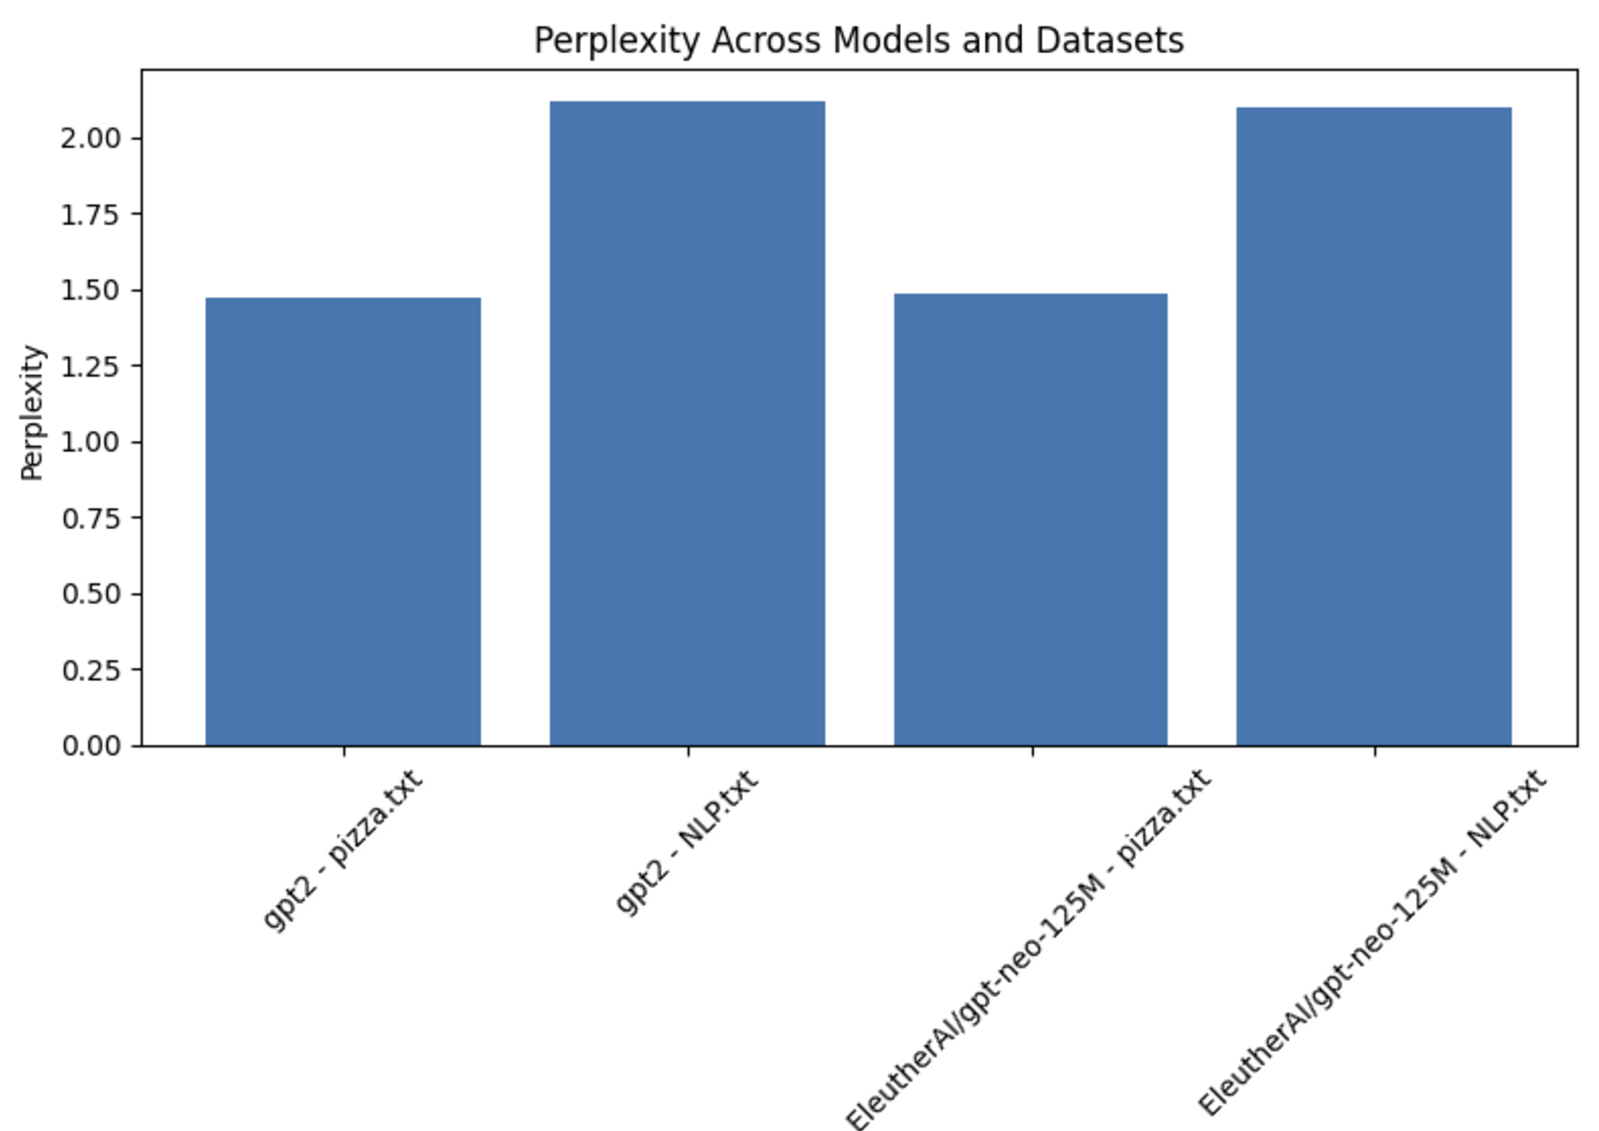 Perplexity Across Models and Datasets
Perplexity
2.00
1.75
1.50
1.25
1.00
0.75
0.50
0.25
0.00
gpt2 - pizza.txt
gpt2 - NLP.txt
EleutherAI/gpt-neo-125M - pizza.txt
EleutherAI/gpt-neo-125M - NLP.txt